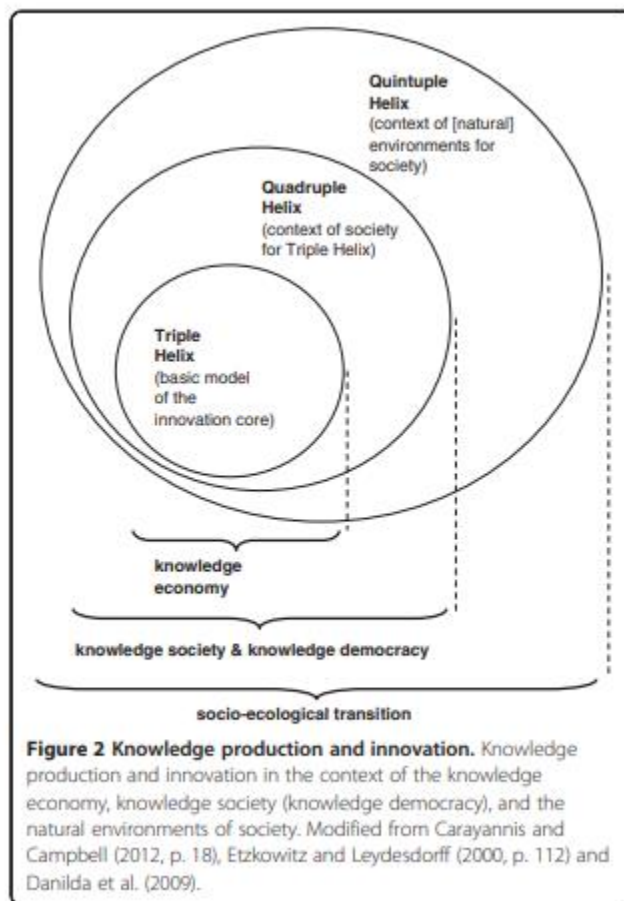 Quintuple
Helix
(context of [natural]
environments for
society)
Quadruple
Helix
(context of society
for Triple Helix)
Triple
Helix
(basic model
of the
innovation core)
knowledge
economy
knowledge society & knowledge democracy
socio-ecological transition
Figure 2 Knowledge production and innovation. Knowledge
production and innovation in the context of the knowledge
economy, knowledge society (knowledge democracy), and the
natural environments of society. Modified from Carayannis and
Campbell (2012, p. 18), Etzkowitz and Leydesdorff (2000, p. 112) and
Danilda et al. (2009).